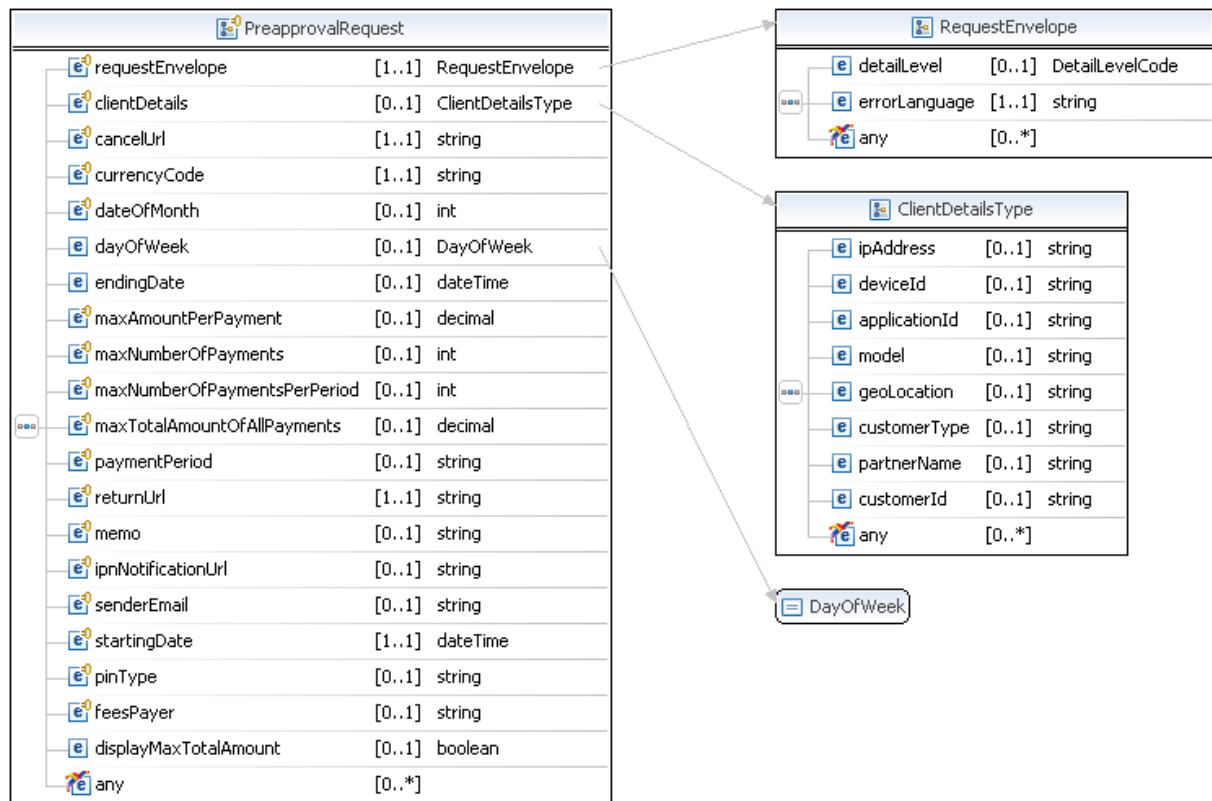 PreapprovalRequest
requestEnvelope [1..1] RequestEnvelope
clientDetails [0..1] ClientDetailsType
cancelUrl [1..1] string
currencyCode [1..1] string
dateOfMonth [0..1] int
dayOfWeek [0..1] DayOfWeek
endingDate [0..1] dateTime
maxAmountPerPayment [0..1] decimal
maxNumberOfPayments [0..1] int
maxNumberOfPaymentsPerPeriod [0..1] int
maxTotalAmountOfAllPayments [0..1] decimal
paymentPeriod [0..1] string
returnUrl [1..1] string
memo [0..1] string
ipnNotificationUrl [0..1] string
senderEmail [0..1] string
startingDate [1..1] dateTime
pinType [0..1] string
feesPayer [0..1] string
displayMaxTotalAmount [0..1] boolean
any [0..*]
RequestEnvelope
detailLevel [0..1] DetailLevelCode
errorLanguage [1..1] string
any [0..*]
ClientDetailsType
ipAddress [0..1] string
deviceId [0..1] string
applicationId [0..1] string
model [0..1] string
geoLocation [0..1] string
customerType [0..1] string
partnerName [0..1] string
customerId [0..1] string
any [0..*]
DayOfWeek